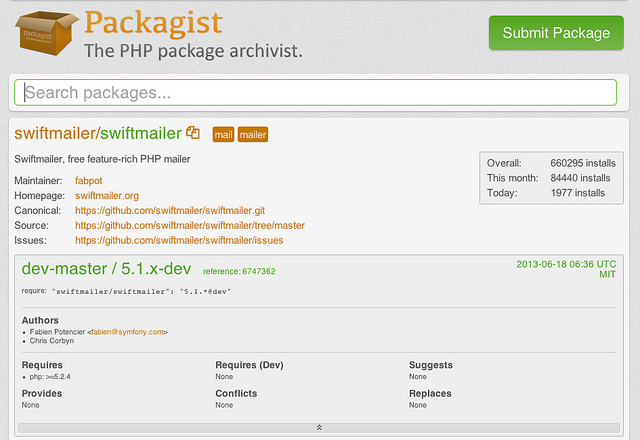 packagist
Packagist
The PHP package archivist.
Submit Package
Search packages...
swiftmailer/swiftmailer mail mailer
Swiftmailer, free feature-rich PHP mailer
Maintainer: fabpot
Homepage: swiftmailer.org
Canonical: https://github.com/swiftmailer/swiftmailer.git
Source: https://github.com/swiftmailer/swiftmailer/tree/master
Issues: https://github.com/swiftmailer/swiftmailer/issues
Overall: 660295 installs
This month: 84440 installs
Today: 1977 installs
dev-master / 5.1.x-dev reference: 6747362
2013-06-18 06:36 UTC
MIT
require: "swiftmailer/swiftmailer": "5.1.*@dev"
Authors
• Fabien Potencier <fabien@symfony.com>
• Chris Corbyn
Requires Requires (Dev) Suggests
• php: >=5.2.4 None None
Provides Conflicts Replaces
None None None